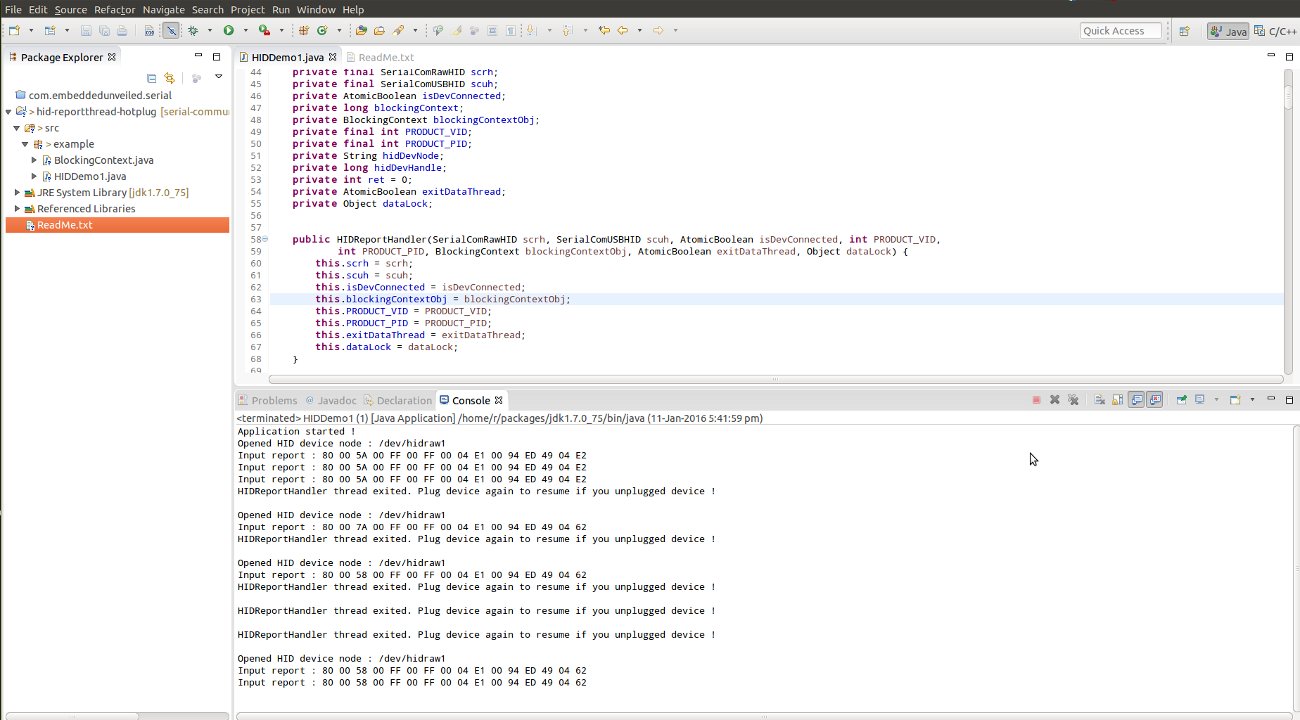 File Edit Source Refactor Navigate Search Project Run Window Help
Quick Access
Java
C/C++
Package Explorer
com.embeddedunveiled.serial
> hid-reportthread-hotplug [serial-commu
> src
> example
BlockingContext.java
HIDDemo1.java
JRE System Library [jdk1.7.0_75]
Referenced Libraries
ReadMe.txt
HIDDemo1.java
ReadMe.txt
44 private final SerialComRawHID scrh;
45 private final SerialComUSBHID scuh;
46 private AtomicBoolean isDevConnected;
47 private long blockingContext;
48 private BlockingContext blockingContextObj;
49 private final int PRODUCT_VID;
50 private final int PRODUCT_PID;
51 private String hidDevNode;
52 private long hidDevHandle;
53 private int ret = 0;
54 private AtomicBoolean exitDataThread;
55 private Object dataLock;
56
57
58 public HIDReportHandler(SerialComRawHID scrh, SerialComUSBHID scuh, AtomicBoolean isDevConnected, int PRODUCT_VID,
59 int PRODUCT_PID, BlockingContext blockingContextObj, AtomicBoolean exitDataThread, Object dataLock) {
60 this.scrh = scrh;
61 this.scuh = scuh;
62 this.isDevConnected = isDevConnected;
63 this.blockingContextObj = blockingContextObj;
64 this.PRODUCT_VID = PRODUCT_VID;
65 this.PRODUCT_PID = PRODUCT_PID;
66 this.exitDataThread = exitDataThread;
67 this.dataLock = dataLock;
68 }
69
Problems
Javadoc
Declaration
Console
<terminated> HIDDemo1 (1) [Java Application] /home/r/packages/jdk1.7.0_75/bin/java (11-Jan-2016 5:41:59 pm)
Application started !
Opened HID device node : /dev/hidraw1
Input report : 80 00 5A 00 FF 00 FF 00 04 E1 00 94 ED 49 04 E2
Input report : 80 00 5A 00 FF 00 FF 00 04 E1 00 94 ED 49 04 E2
Input report : 80 00 5A 00 FF 00 FF 00 04 E1 00 94 ED 49 04 E2
HIDReportHandler thread exited. Plug device again to resume if you unplugged device !
Opened HID device node : /dev/hidraw1
Input report : 80 00 7A 00 FF 00 FF 00 04 E1 00 94 ED 49 04 62
HIDReportHandler thread exited. Plug device again to resume if you unplugged device !
Opened HID device node : /dev/hidraw1
Input report : 80 00 58 00 FF 00 FF 00 04 E1 00 94 ED 49 04 62
HIDReportHandler thread exited. Plug device again to resume if you unplugged device !
HIDReportHandler thread exited. Plug device again to resume if you unplugged device !
HIDReportHandler thread exited. Plug device again to resume if you unplugged device !
Opened HID device node : /dev/hidraw1
Input report : 80 00 58 00 FF 00 FF 00 04 E1 00 94 ED 49 04 62
Input report : 80 00 58 00 FF 00 FF 00 04 E1 00 94 ED 49 04 62